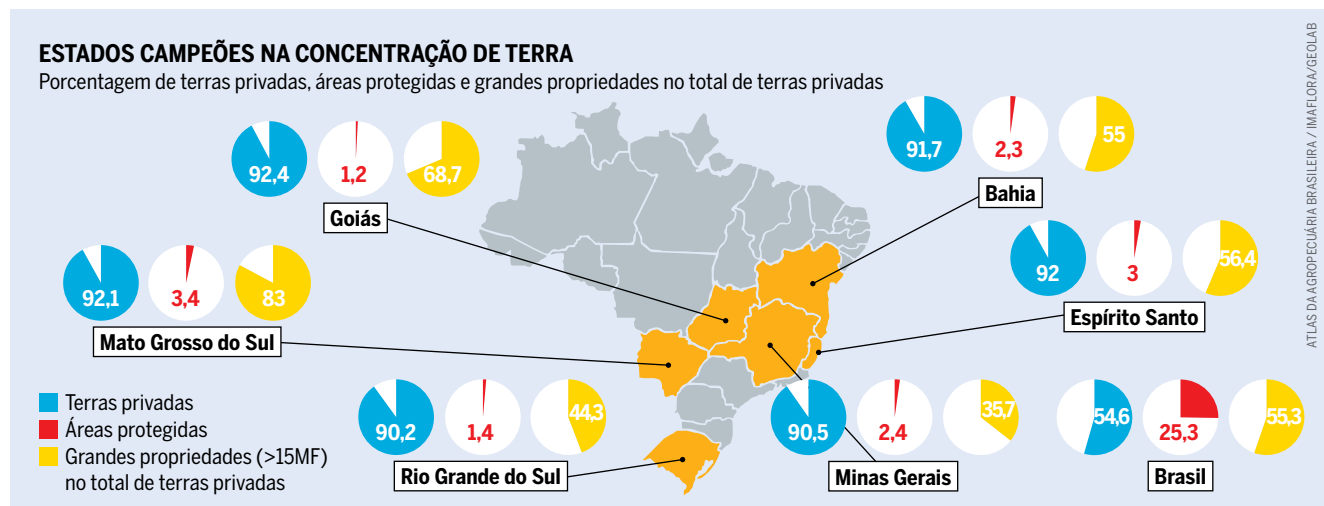 ESTADOS CAMPEÕES NA CONCENTRAÇÃO DE TERRA
Porcentagem de terras privadas, áreas protegidas e grandes propriedades no total de terras privadas
92,4
1,2
68,7
Goiás
91,7
2,3
55
Bahia
92,1
3,4
83
Mato Grosso do Sul
92
3
56,4
Espírito Santo
Terras privadas
Áreas protegidas
Grandes propriedades (>15MF)
no total de terras privadas
90,2
1,4
44,3
Rio Grande do Sul
90,5
2,4
35,7
Minas Gerais
54,6
25,3
55,3
Brasil
ATLAS DA AGROPECUÁRIA BRASILEIRA / IMAFLORA/GEOLAB